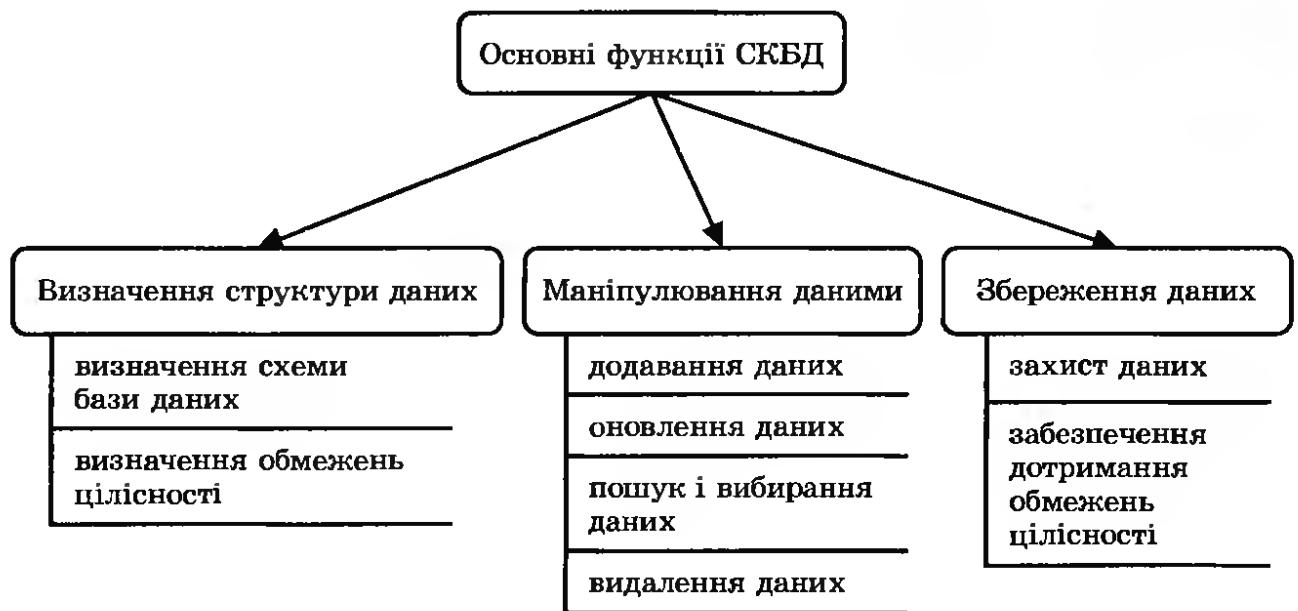 Основні функції СКБД
Визначення структури даних
визначення схеми
бази даних
визначення обмежень
цілісності
Маніпулювання даними
додавання даних
оновлення даних
пошук і вибирання
даних
видалення даних
Збереження даних
захист даних
забезпечення
дотримання
обмежень
цілісності